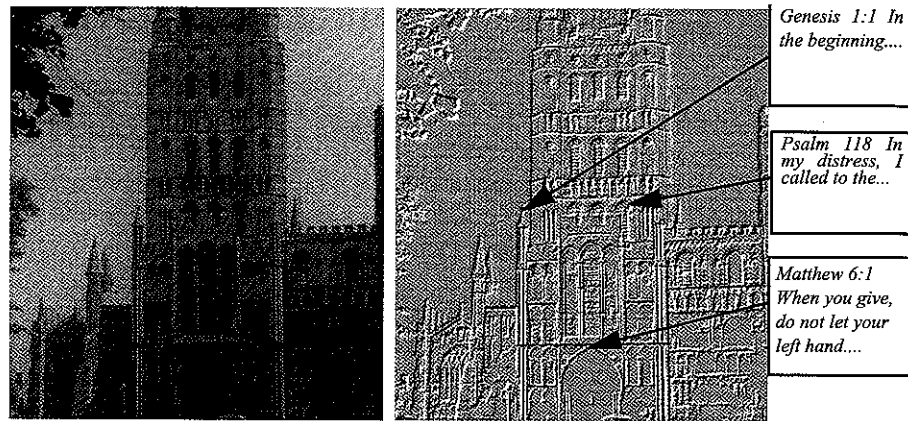 Genesis 1:1 In
the beginning....
Psalm 118 In
my distress, I
called to the...
Matthew 6:1
When you give,
do not let your
left hand....